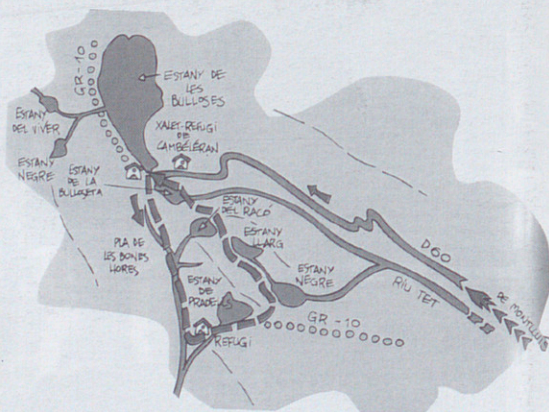 GR-10
ESTANY DE
LES
BULLOSES
ESTANY
DEL VIVER
XALET-REFUGI
DE
CAMBÉLÉRAN
ESTANY
NEGRE
ESTANY
DE LA
BULLOSETA
ESTANY
DEL RACÓ
ESTANY
LLARG
PLA DE
LES BONES
HORES
ESTANY
DE
PRADELL
ESTANY
NEGRE
D60
RIU TET
DE MONTLLUÍS
GR-10
REFUGI